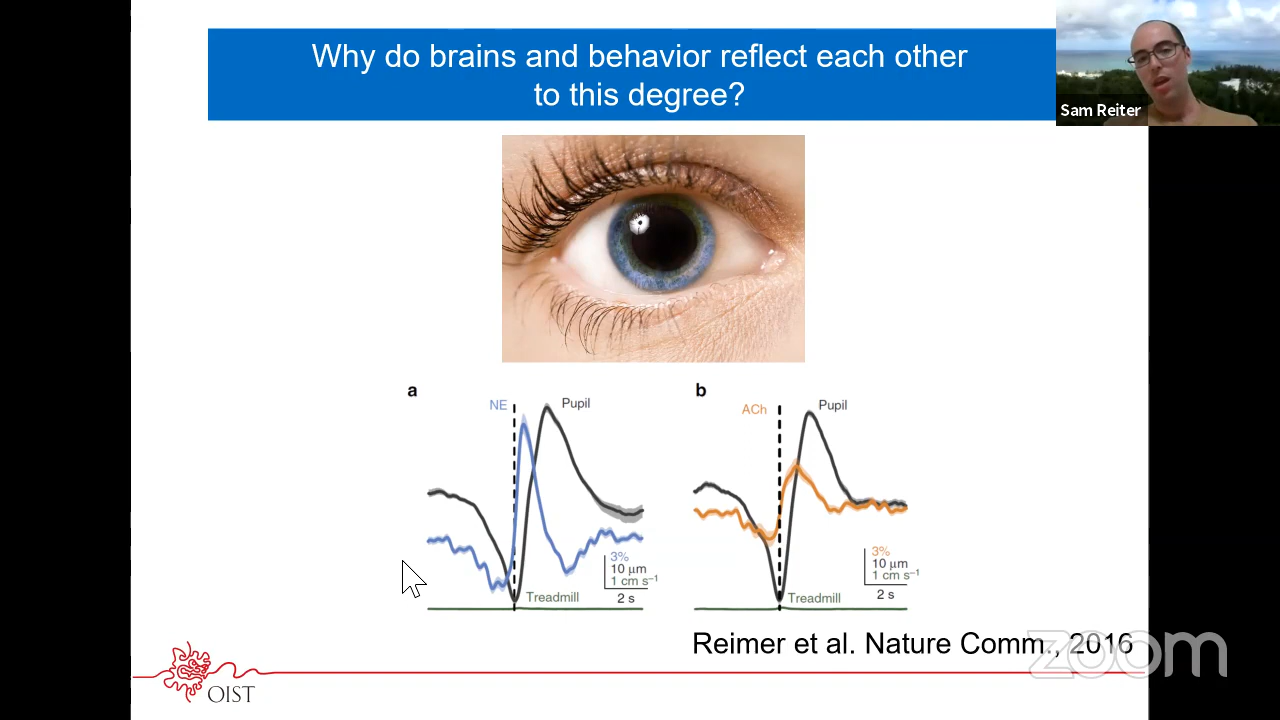 Why do brains and behavior reflect each other
to this degree?
Sam Reiter
a
NE
Pupil
3%
10 µm
1 cm s⁻¹
2 s
Treadmill
b
ACh
Pupil
3%
10 µm
1 cm s⁻¹
2 s
Treadmill
Reimer et al. Nature Comm., 2016
zoom
OIST